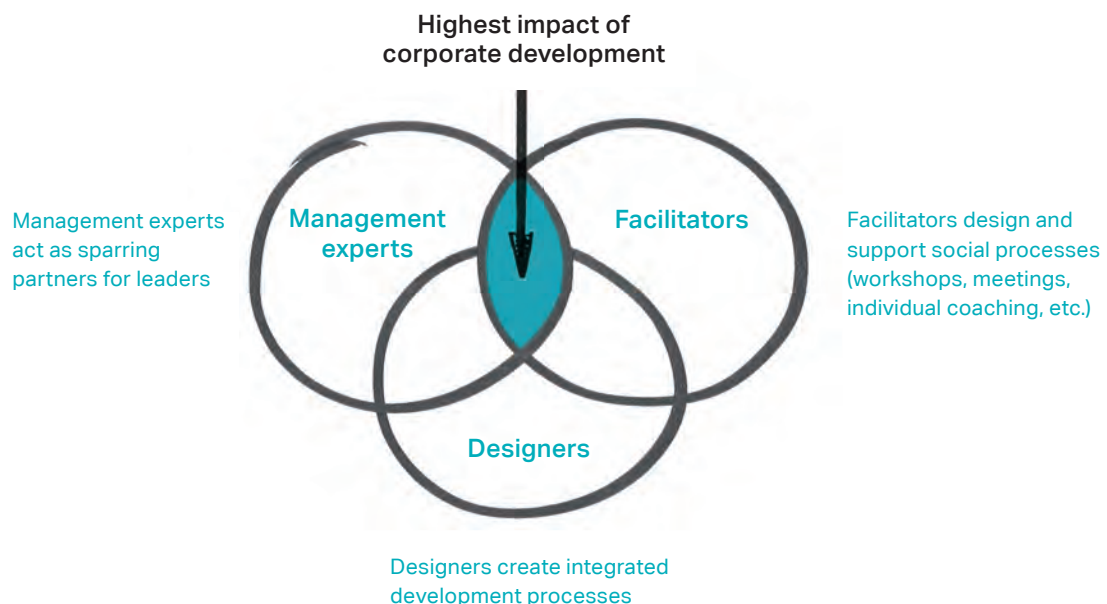 Highest impact of
corporate development
Management experts
act as sparring
partners for leaders
Management
experts
Facilitators
Facilitators design and
support social processes
(workshops, meetings,
individual coaching, etc.)
Designers
Designers create integrated
development processes